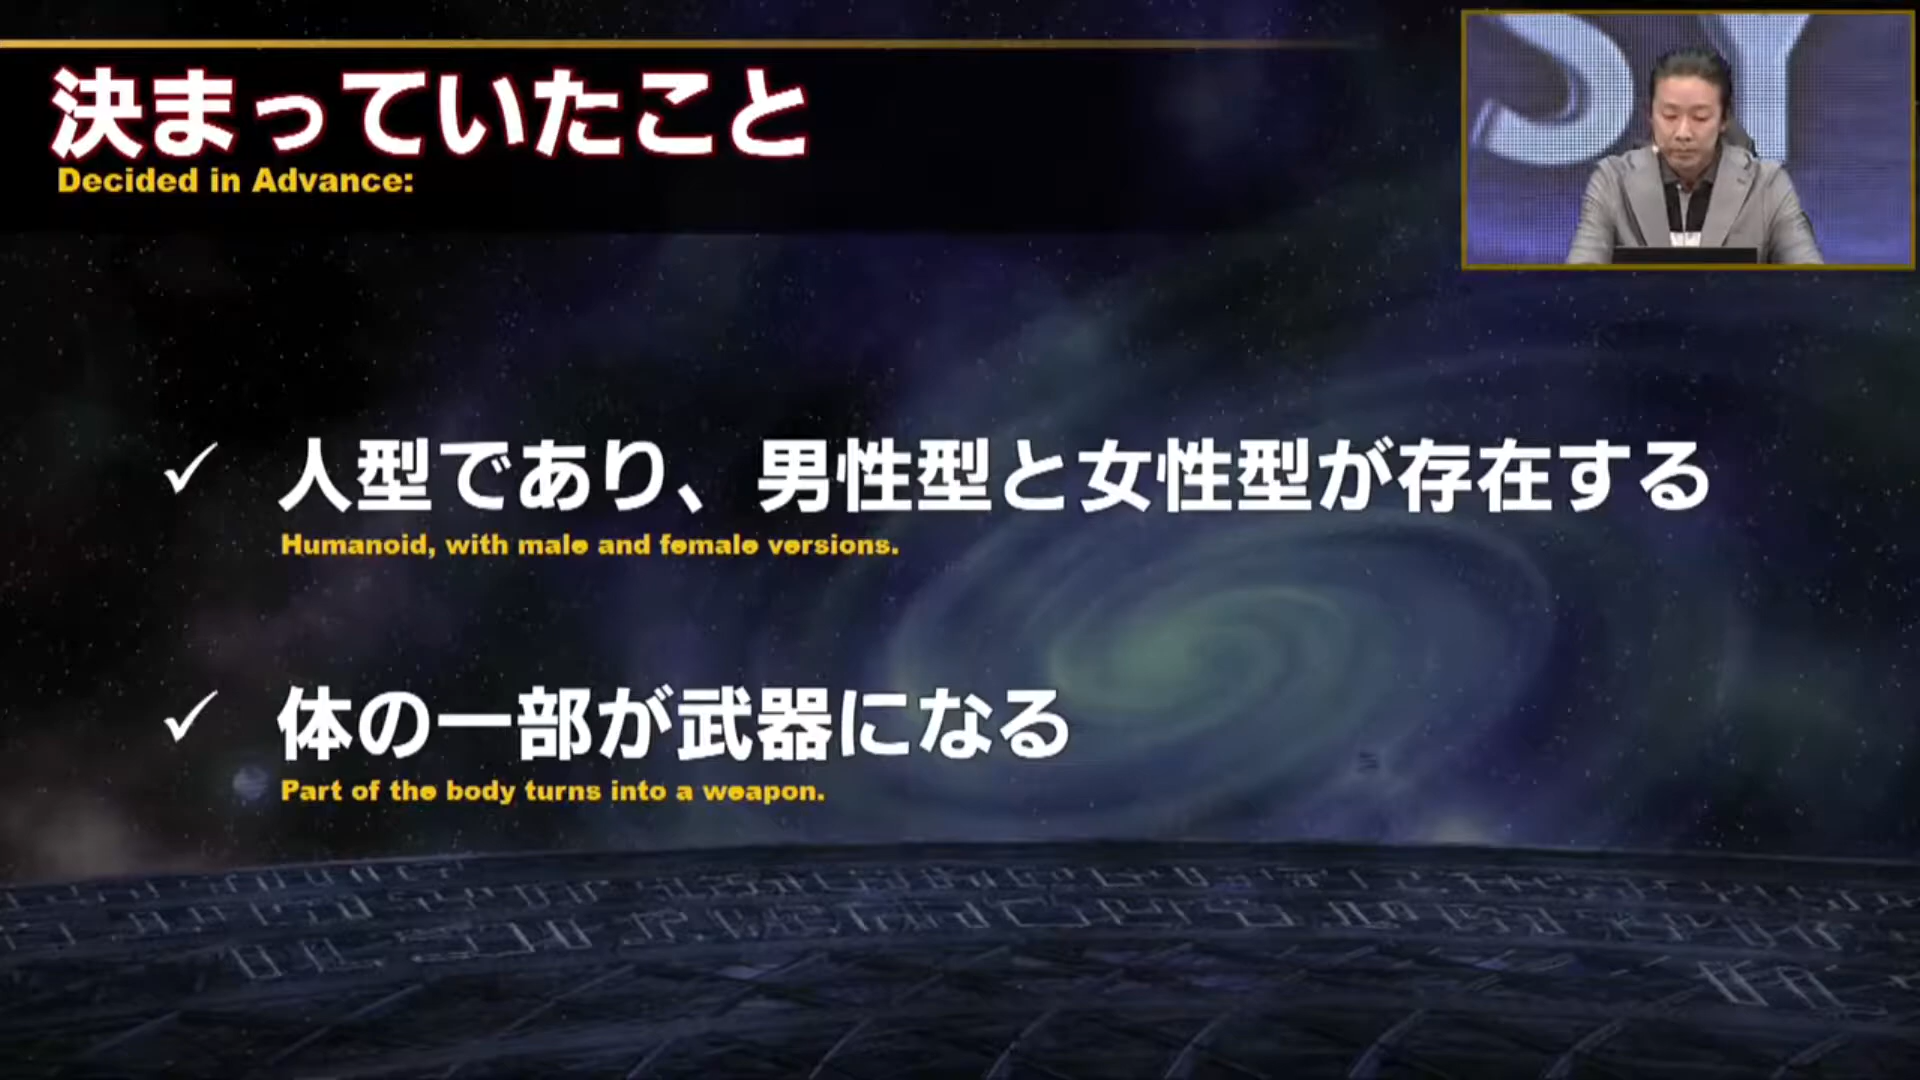 決まっていたこと
Decided in Advance:
SY
人型であり、男性型と女性型が存在する
Humanoid, with male and female versions.
体の一部が武器になる
Part of the body turns into a weapon.